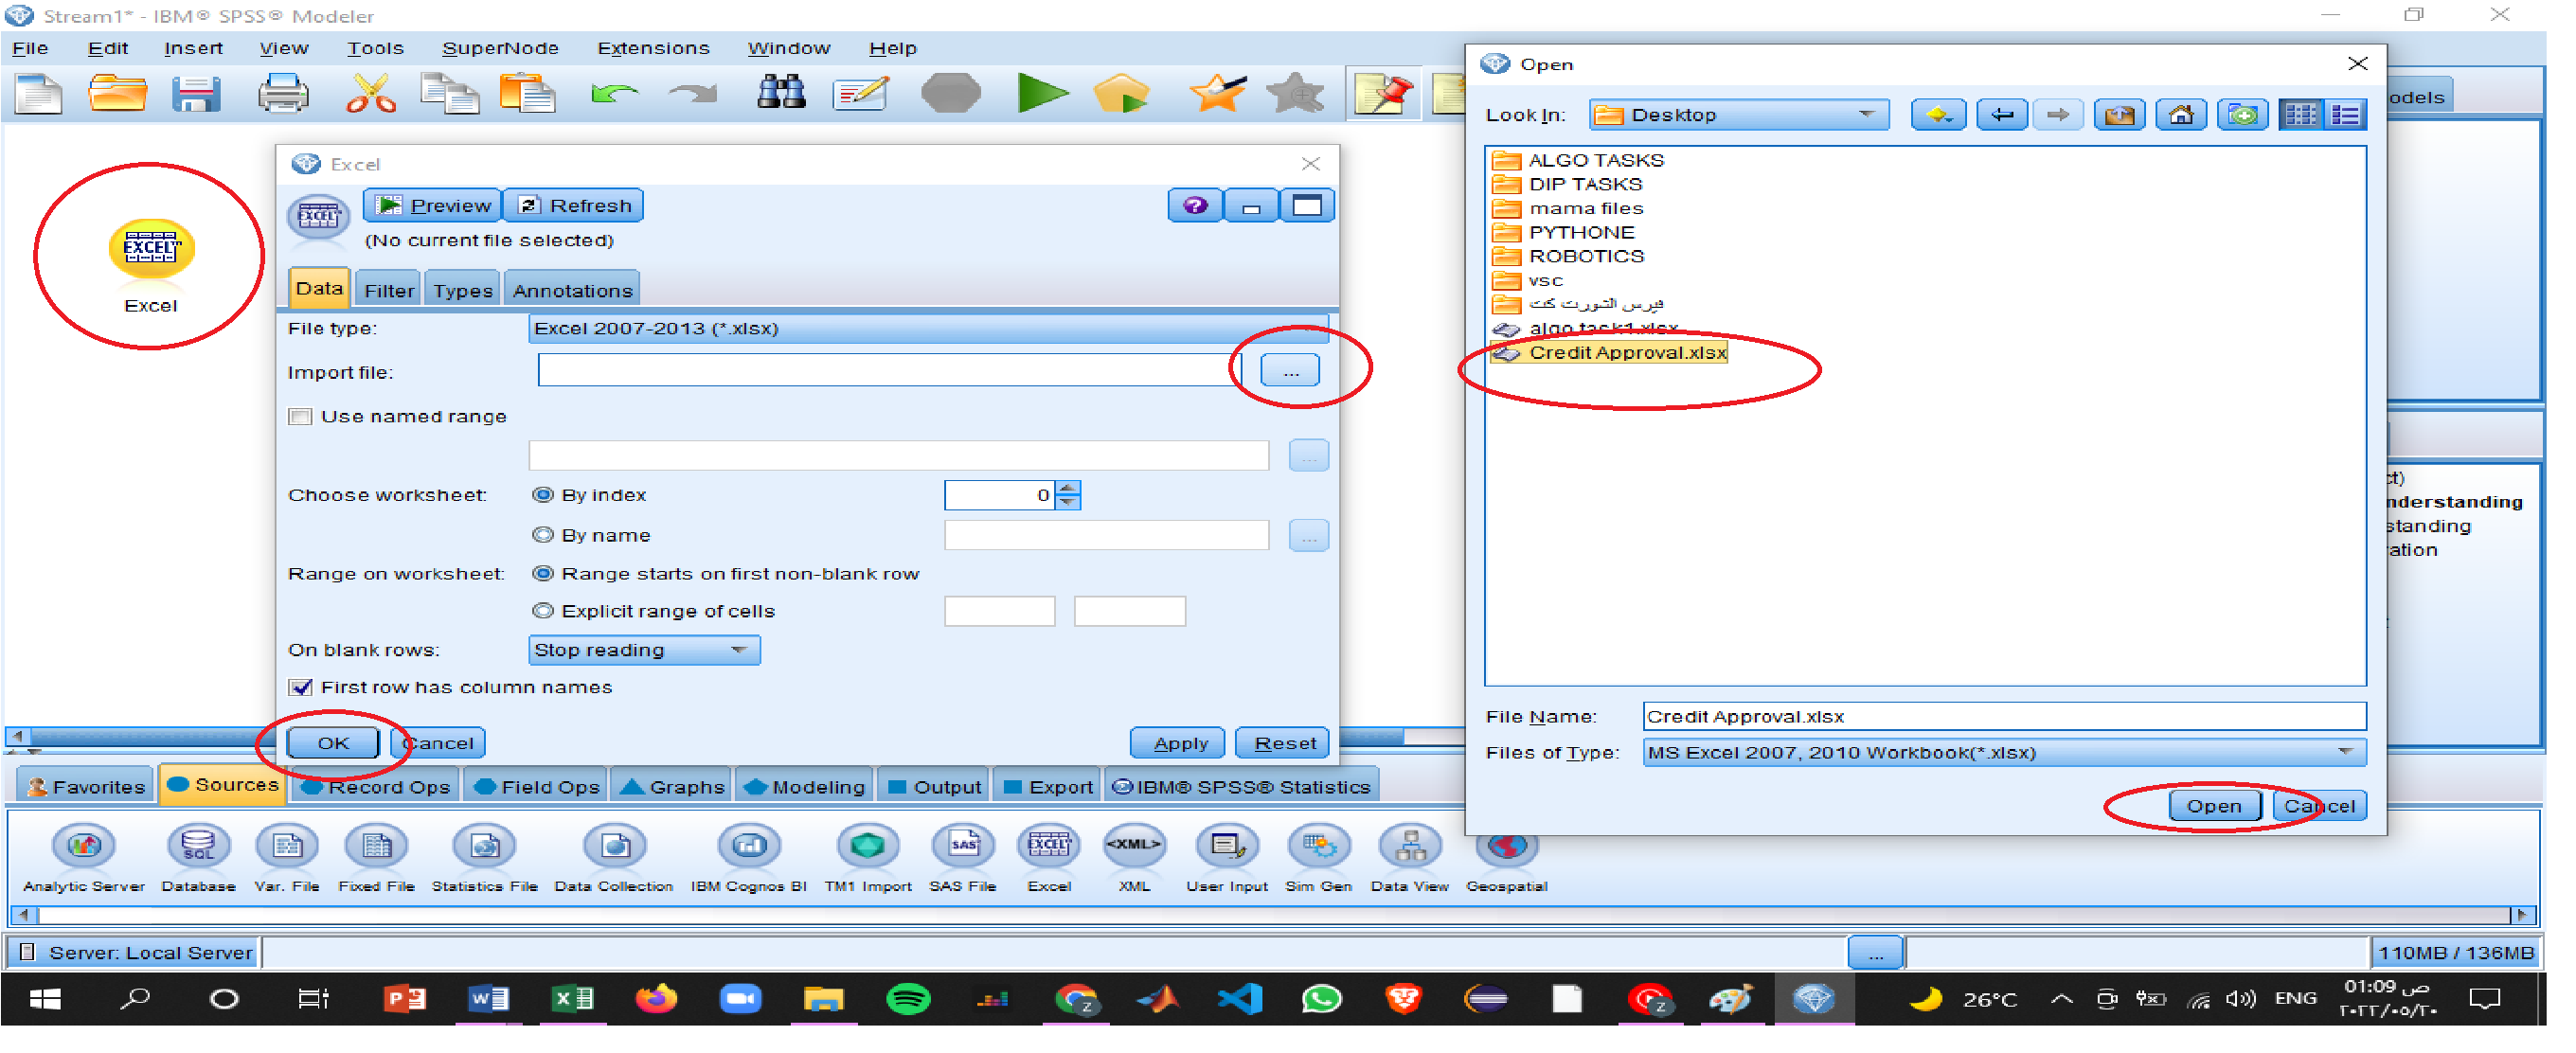 Stream1* - IBM® SPSS® Modeler
File Edit Insert View Tools SuperNode Extensions Window Help
Excel
Excel
Preview Refresh
(No current file selected)
Data Filter Types Annotations
File type: Excel 2007-2013 (*.xlsx)
Import file: ...
Use named range
...
Choose worksheet: By index 0
By name ...
Range on worksheet: Range starts on first non-blank row
Explicit range of cells
On blank rows: Stop reading
First row has column names
OK Cancel Apply Reset
Open
Look In: Desktop
ALGO TASKS
DIP TASKS
mama files
PYTHONE
ROBOTICS
vsc
algo task1.xlsx
Credit Approval.xlsx
File Name: Credit Approval.xlsx
Files of Type: MS Excel 2007, 2010 Workbook(*.xlsx)
Open Cancel
odels
ct)
nderstanding
standing
ation
Favorites Sources Record Ops Field Ops Graphs Modeling Output Export IBM® SPSS® Statistics
SQL SAS EXCEL <XML>
Analytic Server Database Var. File Fixed File Statistics File Data Collection IBM Cognos BI TM1 Import SAS File Excel XML User Input Sim Gen Data View Geospatial
Server: Local Server ... 110MB / 136MB
26°C ENG 01:09 ص
٢٠٢٢/٠٥/٢٠